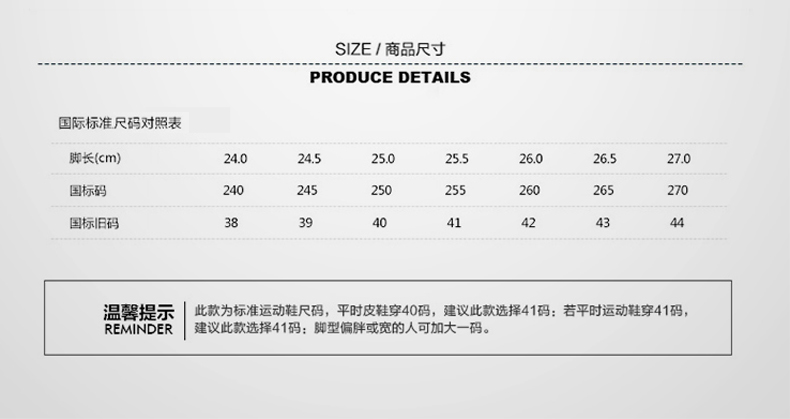 SIZE / 商品尺寸
PRODUCE DETAILS
国际标准尺码对照表
脚长(cm) 24.0 24.5 25.0 25.5 26.0 26.5 27.0
国标码 240 245 250 255 260 265 270
国标旧码 38 39 40 41 42 43 44
温馨提示
REMINDER
此款为标准运动鞋尺码，平时皮鞋穿40码，建议此款选择41码；若平时运动鞋穿41码，
建议此款选择41码；脚型偏胖或宽的人可加大一码。